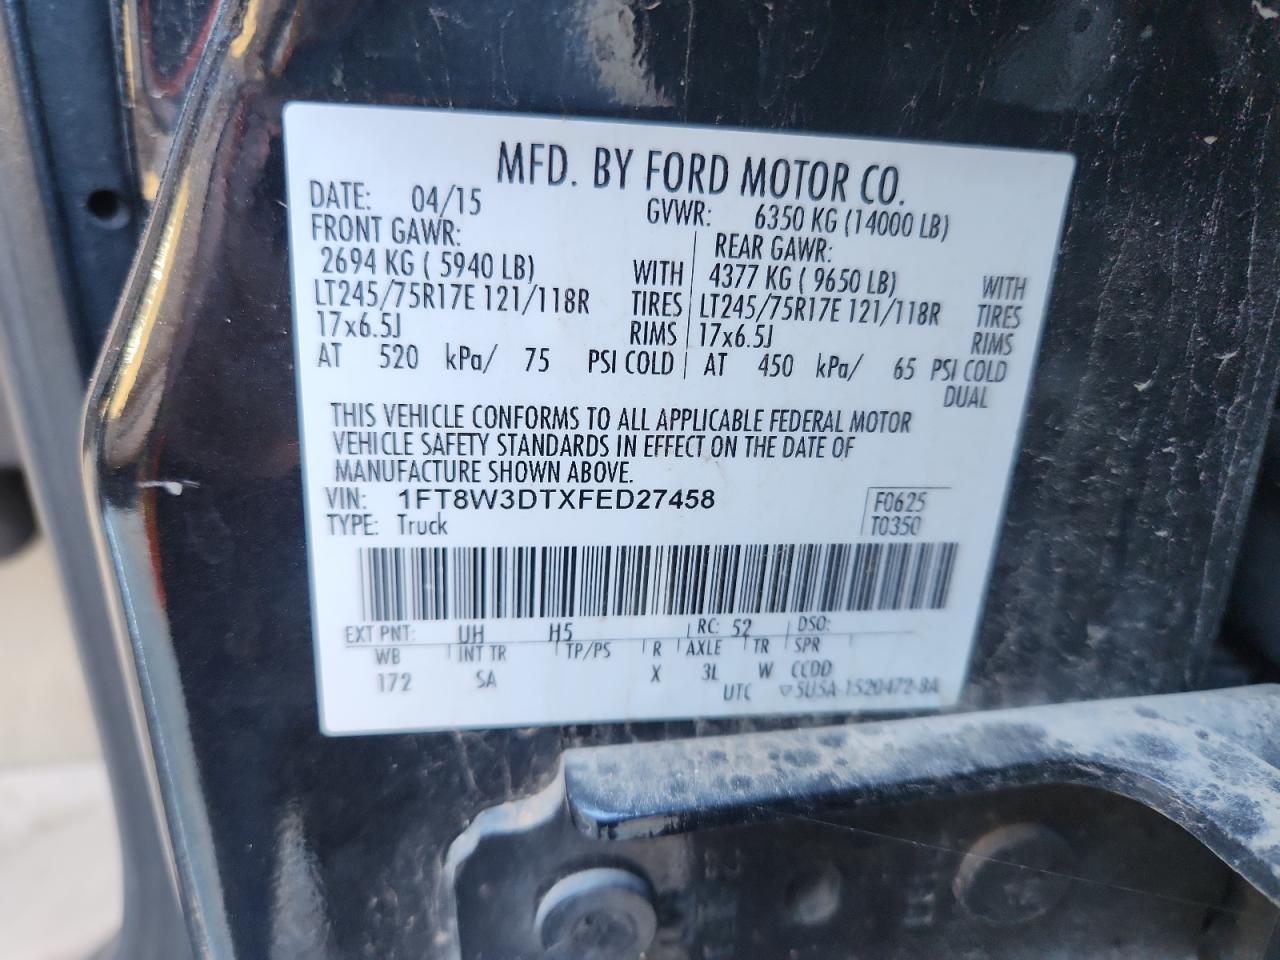 MFD. BY FORD MOTOR CO.
DATE: 04/15 GVWR: 6350 KG (14000 LB)
FRONT GAWR: REAR GAWR:
2694 KG ( 5940 LB) WITH 4377 KG ( 9650 LB) WITH
LT245/75R17E 121/118R TIRES LT245/75R17E 121/118R TIRES
17x6.5J RIMS 17x6.5J RIMS
AT 520 kPa/ 75 PSI COLD AT 450 kPa/ 65 PSI COLD
DUAL
THIS VEHICLE CONFORMS TO ALL APPLICABLE FEDERAL MOTOR
VEHICLE SAFETY STANDARDS IN EFFECT ON THE DATE OF
MANUFACTURE SHOWN ABOVE.
VIN: 1FT8W3DTXFED27458 F0625
TYPE: Truck T0350
EXT PNT: UH H5 RC: 52 DSO:
WB INT TR TP/PS R AXLE TR SPR
172 SA X 3L W CCDD
UTC ▽5U5A-1520472-BA